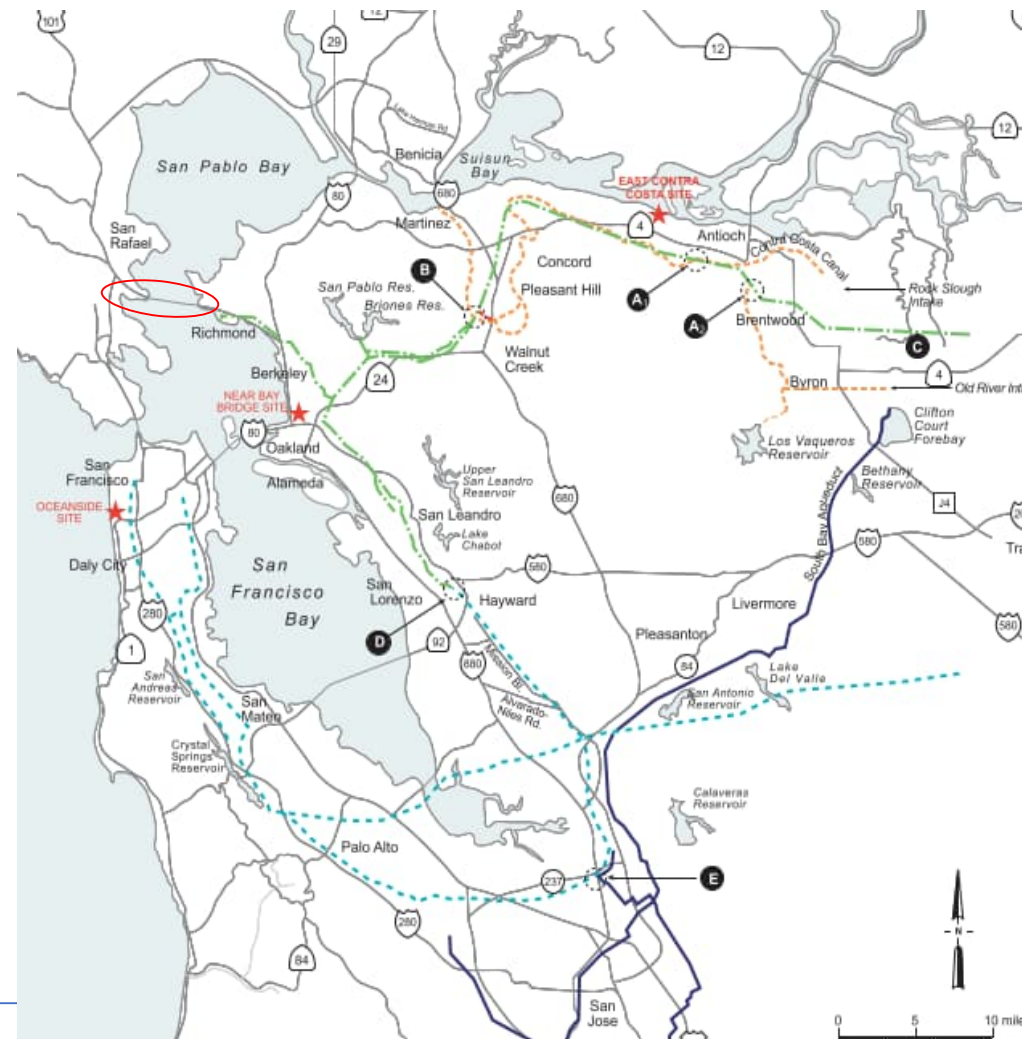 101
12
29
12
12
Lake Herman Rd.
Benicia
Suisun
Bay
San Pablo Bay
80
680
EAST CONTRA
COSTA SITE
Martinez
San
Rafael
4
Antioch
Contra Costa Canal
B
Concord
Pleasant Hill
San Pablo Res.
Briones Res.
A1
Rock Slough
Intake
A2
Brentwood
Richmond
C
Walnut
Creek
Berkeley
24
4
Byron
Old River Int
NEAR BAY
BRIDGE SITE
80
Oakland
Clifton
Court
Forebay
Los Vaqueros
Reservoir
San
Francisco
Alameda
Upper
San Leandro
Reservoir
Bethany
Reservoir
680
J4
OCEANSIDE
SITE
San Leandro
Lake
Chabot
South Bay Aqueduct
580
Daly City
San
Francisco
Bay
San
Lorenzo
580
Hayward
Livermore
280
D
92
Pleasanton
580
1
Mission Bl.
680
84
Lake
Del Valle
San
Andreas
Reservoir
San
Mateo
Alvarado-
Niles Rd.
San Antonio
Reservoir
Crystal
Springs
Reservoir
Calaveras
Reservoir
Palo Alto
237
E
280
N
84
San
Jose
0 5 10 mile